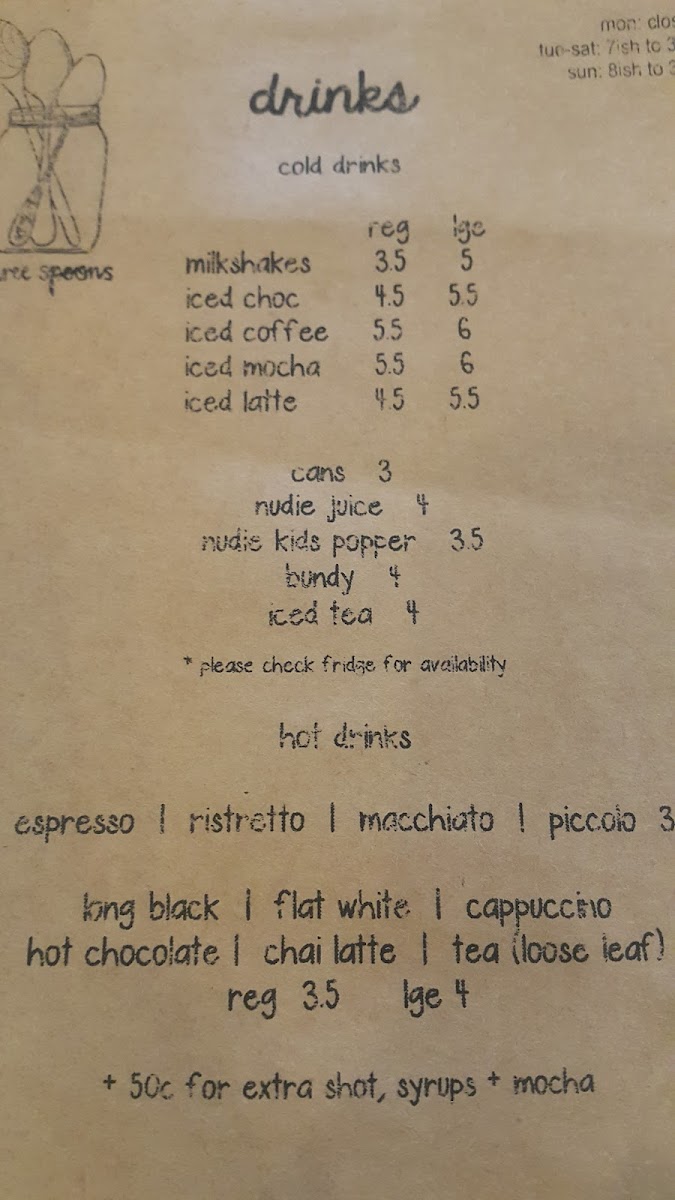 mon: clos
tue-sat: 7ish to 3
sun: 8ish to 3
drinks
cold drinks
reg lge
milkshakes 3.5 5
iced choc 4.5 5.5
iced coffee 5.5 6
iced mocha 5.5 6
iced latte 4.5 5.5
ree spoons
cans 3
nudie juice 4
nudie kids popper 3.5
bundy 4
iced tea 4
* please check fridge for availability
hot drinks
espresso | ristretto | macchiato | piccolo 3
long black | flat white | cappuccino
hot chocolate | chai latte | tea (loose leaf)
reg 3.5 lge 4
+ 50c for extra shot, syrups + mocha